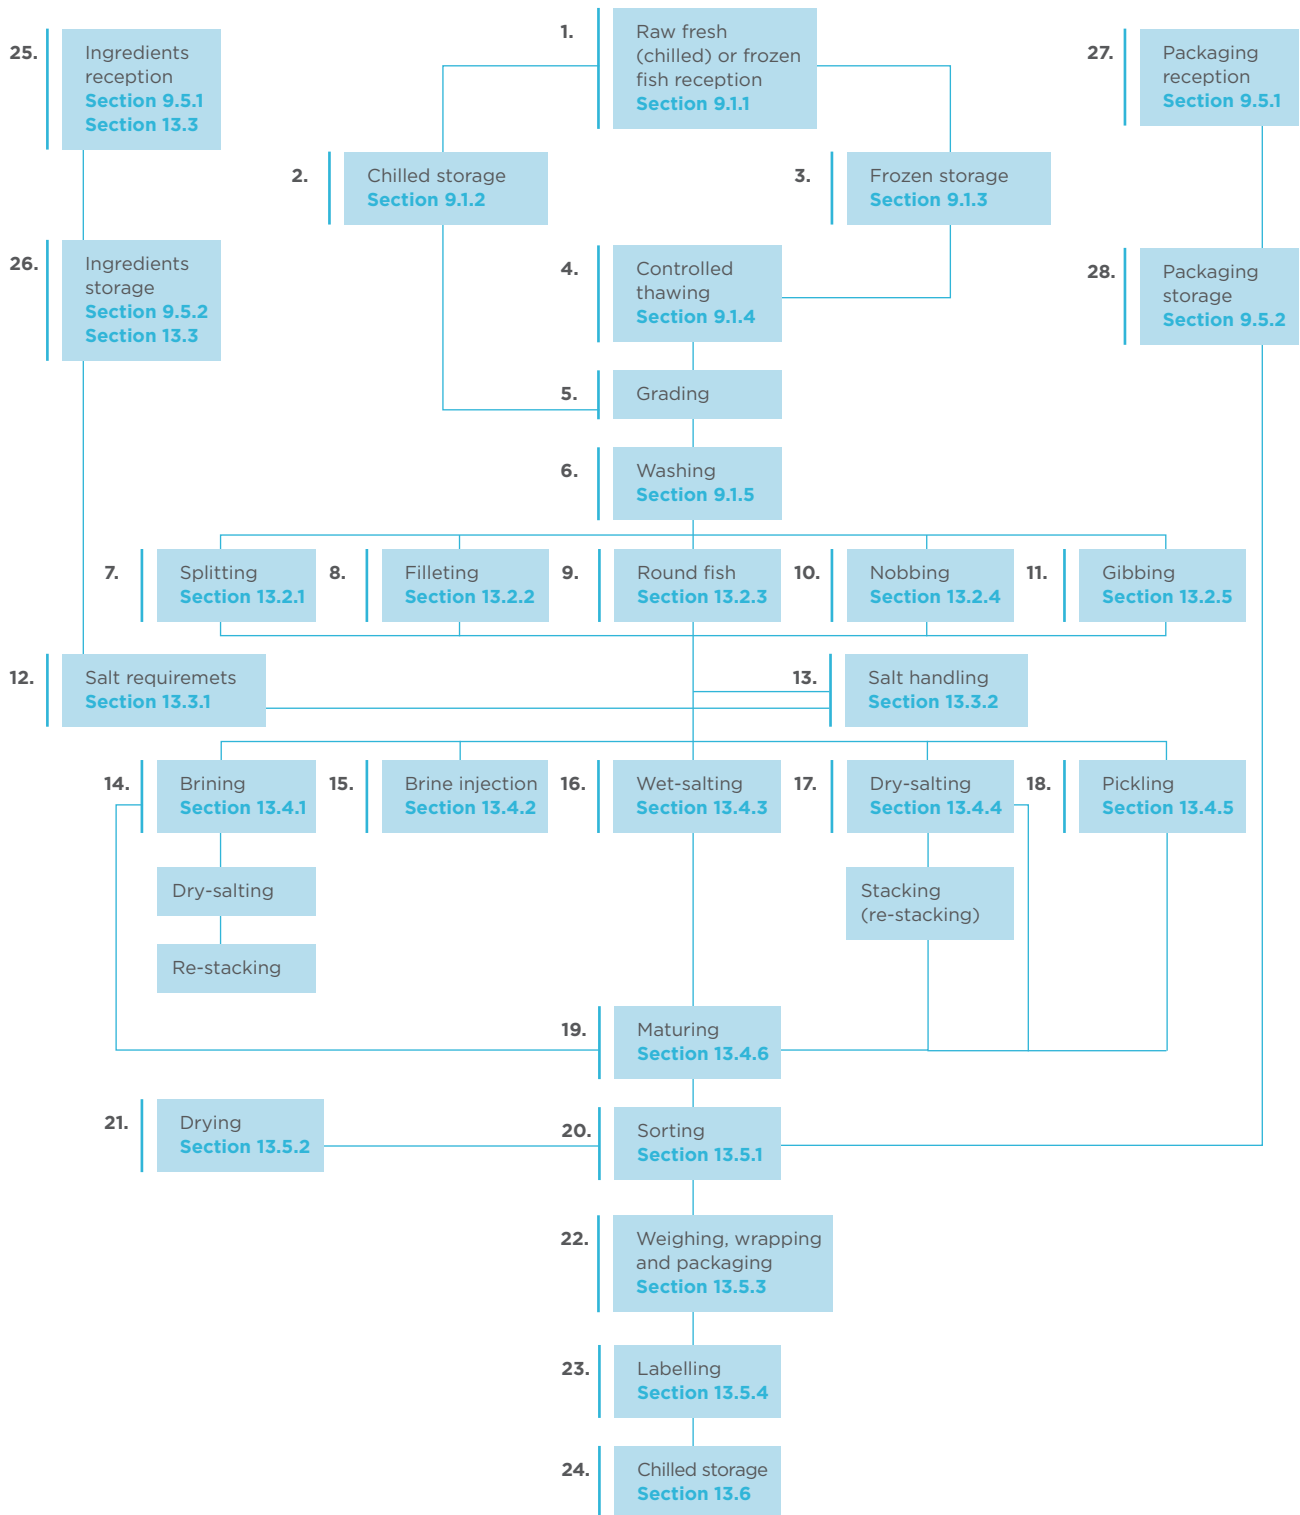 25.
Ingredients
reception
Section 9.5.1
Section 13.3
1.
Raw fresh
(chilled) or frozen
fish reception
Section 9.1.1
27.
Packaging
reception
Section 9.5.1
2.
Chilled storage
Section 9.1.2
3.
Frozen storage
Section 9.1.3
26.
Ingredients
storage
Section 9.5.2
Section 13.3
4.
Controlled
thawing
Section 9.1.4
28.
Packaging
storage
Section 9.5.2
5.
Grading
6.
Washing
Section 9.1.5
7.
Splitting
Section 13.2.1
8.
Filleting
Section 13.2.2
9.
Round fish
Section 13.2.3
10.
Nobbing
Section 13.2.4
11.
Gibbing
Section 13.2.5
12.
Salt requiremets
Section 13.3.1
13.
Salt handling
Section 13.3.2
14.
Brining
Section 13.4.1
15.
Brine injection
Section 13.4.2
16.
Wet-salting
Section 13.4.3
17.
Dry-salting
Section 13.4.4
18.
Pickling
Section 13.4.5
Dry-salting
Stacking
(re-stacking)
Re-stacking
19.
Maturing
Section 13.4.6
21.
Drying
Section 13.5.2
20.
Sorting
Section 13.5.1
22.
Weighing, wrapping
and packaging
Section 13.5.3
23.
Labelling
Section 13.5.4
24.
Chilled storage
Section 13.6